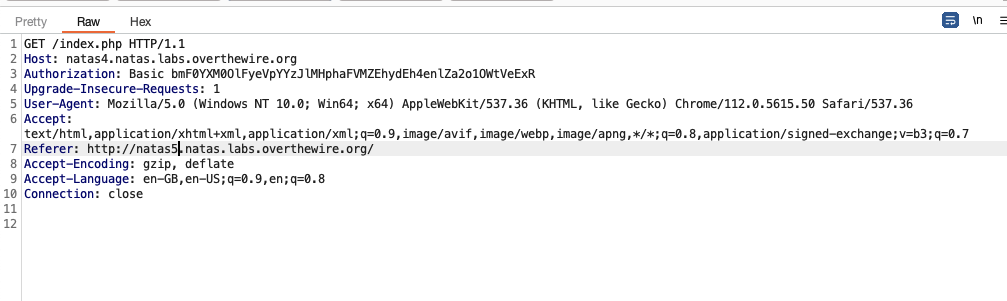 Pretty Raw Hex \n
1 GET /index.php HTTP/1.1
2 Host: natas4.natas.labs.overthewire.org
3 Authorization: Basic bmF0YXM0OlFyeVpYYzJlMHphaFVMZEhydEh4enlZa2o1OWtVeExR
4 Upgrade-Insecure-Requests: 1
5 User-Agent: Mozilla/5.0 (Windows NT 10.0; Win64; x64) AppleWebKit/537.36 (KHTML, like Gecko) Chrome/112.0.5615.50 Safari/537.36
6 Accept:
text/html,application/xhtml+xml,application/xml;q=0.9,image/avif,image/webp,image/apng,*/*;q=0.8,application/signed-exchange;v=b3;q=0.7
7 Referer: http://natas5.natas.labs.overthewire.org/
8 Accept-Encoding: gzip, deflate
9 Accept-Language: en-GB,en-US;q=0.9,en;q=0.8
10 Connection: close
11
12